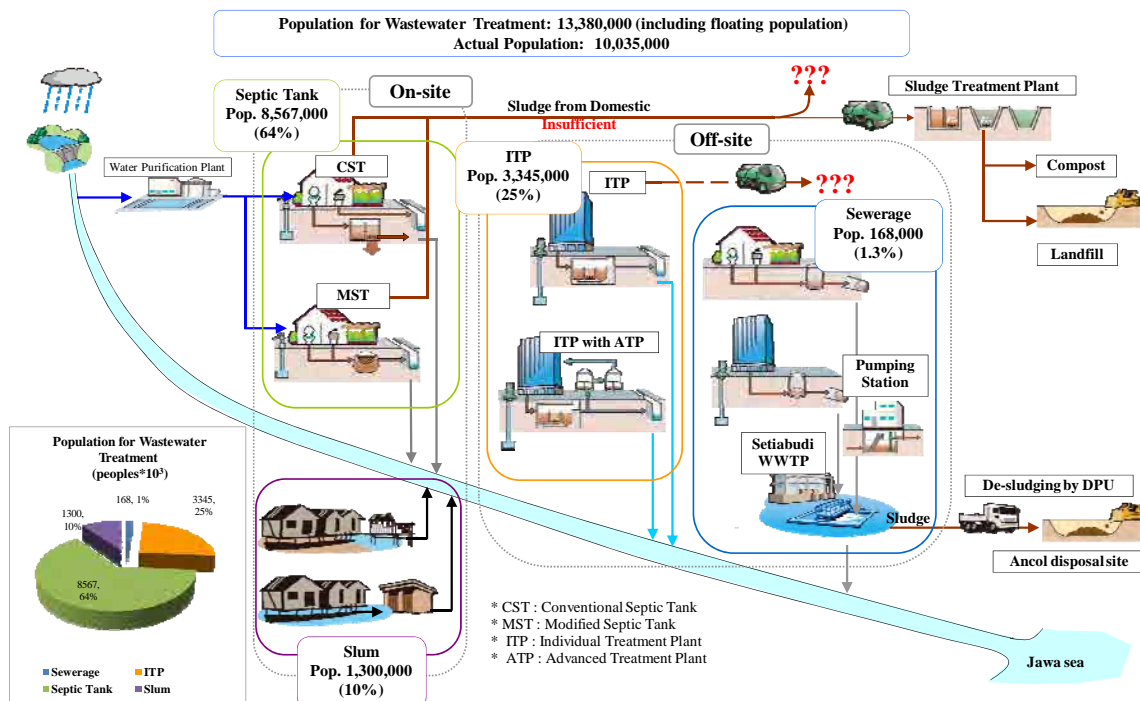 Population for Wastewater Treatment: 13,380,000 (including floating population)
Actual Population: 10,035,000
Septic Tank
Pop. 8,567,000
(64%)
On-site
Sludge from Domestic
Insufficient
???
Sludge Treatment Plant
Off-site
Water Purification Plant
CST
ITP
Pop. 3,345,000
(25%)
ITP
???
Compost
Sewerage
Pop. 168,000
(1.3%)
Landfill
MST
ITP with ATP
Pumping
Station
Setiabudi
WWTP
Population for Wastewater
Treatment
(peoples*10³)
168, 1%
3345,
25%
1300,
10%
8567,
64%
Sewerage
ITP
Septic Tank
Slum
Sludge
De-sludging by DPU
Ancol disposal site
* CST : Conventional Septic Tank
* MST : Modified Septic Tank
* ITP : Individual Treatment Plant
* ATP : Advanced Treatment Plant
Slum
Pop. 1,300,000
(10%)
Jawa sea